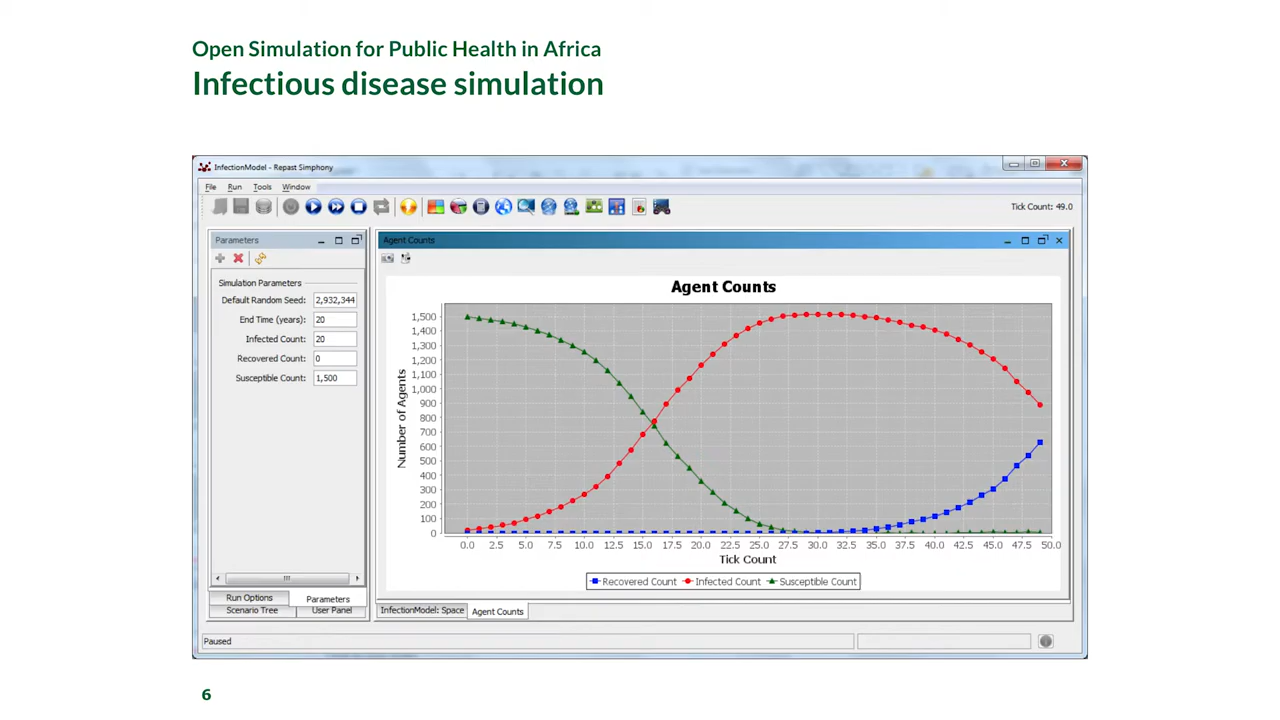 Open Simulation for Public Health in Africa
Infectious disease simulation
InfectionModel - Repast Simphony
File Run Tools Window
Tick Count: 49.0
Parameters
Simulation Parameters
Default Random Seed: 2,932,344
End Time (years): 20
Infected Count: 20
Recovered Count: 0
Susceptible Count: 1,500
Run Options
Parameters
Scenario Tree
User Panel
Agent Counts
Agent Counts
Number of Agents
1,500
1,400
1,300
1,200
1,100
1,000
900
800
700
600
500
400
300
200
100
0
0.0 2.5 5.0 7.5 10.0 12.5 15.0 17.5 20.0 22.5 25.0 27.5 30.0 32.5 35.0 37.5 40.0 42.5 45.0 47.5 50.0
Tick Count
Recovered Count Infected Count Susceptible Count
InfectionModel: Space
Agent Counts
Paused
6